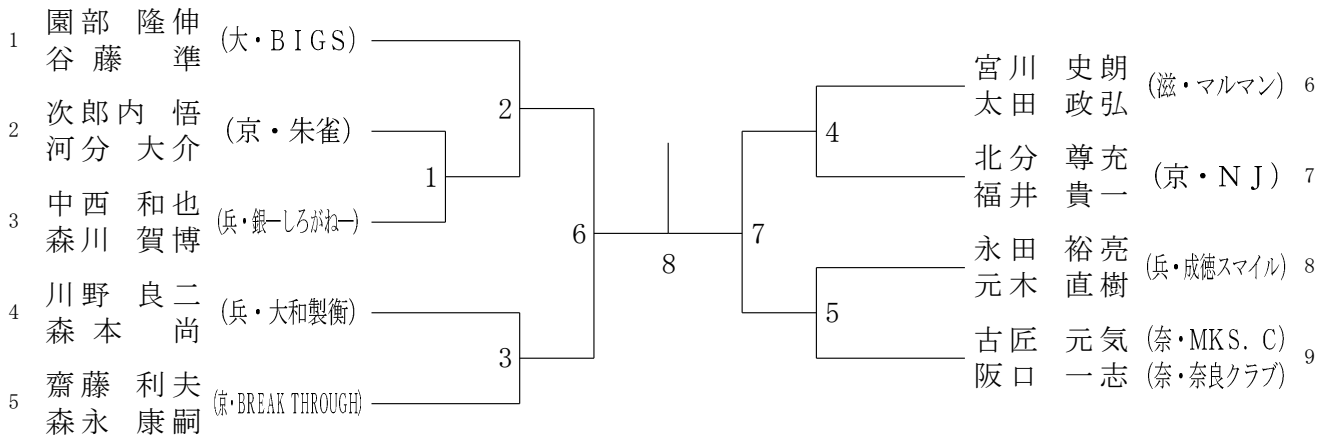 1 園部 隆伸 (大・BIGS)
谷藤 準
2 次郎内 悟 (京・朱雀)
河分 大介
3 中西 和也 (兵・銀ーしろがねー)
森川 賀博
4 川野 良二 (兵・大和製衡)
森本 尚
5 齋藤 利夫 (京・BREAK THROUGH)
森永 康嗣
2
1
6
3
8
宮川 史朗 (滋・マルマン) 6
太田 政弘
北分 尊充 (京・NJ) 7
福井 貴一
永田 裕亮 (兵・成徳スマイル) 8
元木 直樹
古匠 元気 (奈・MKS.C) 9
阪口 一志 (奈・奈良クラブ)
4
7
5